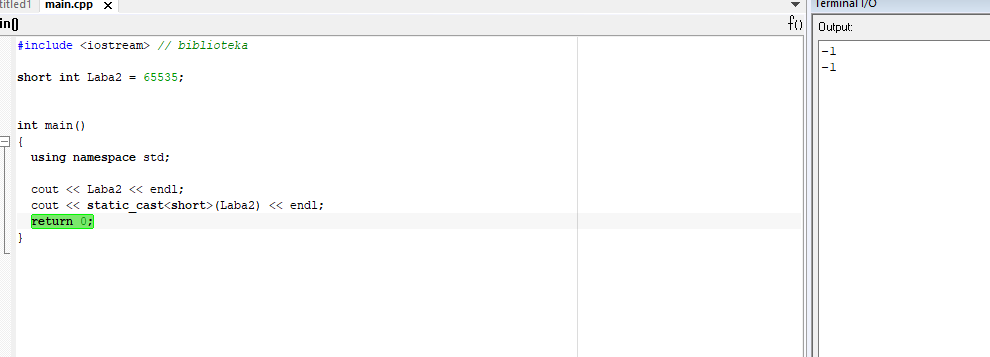 titled1 main.cpp x Terminal I/O
in() f() Output:
#include <iostream> // biblioteka
-1
-1
short int Laba2 = 65535;
int main()
{
using namespace std;
cout << Laba2 << endl;
cout << static_cast<short>(Laba2) << endl;
return 0;
}